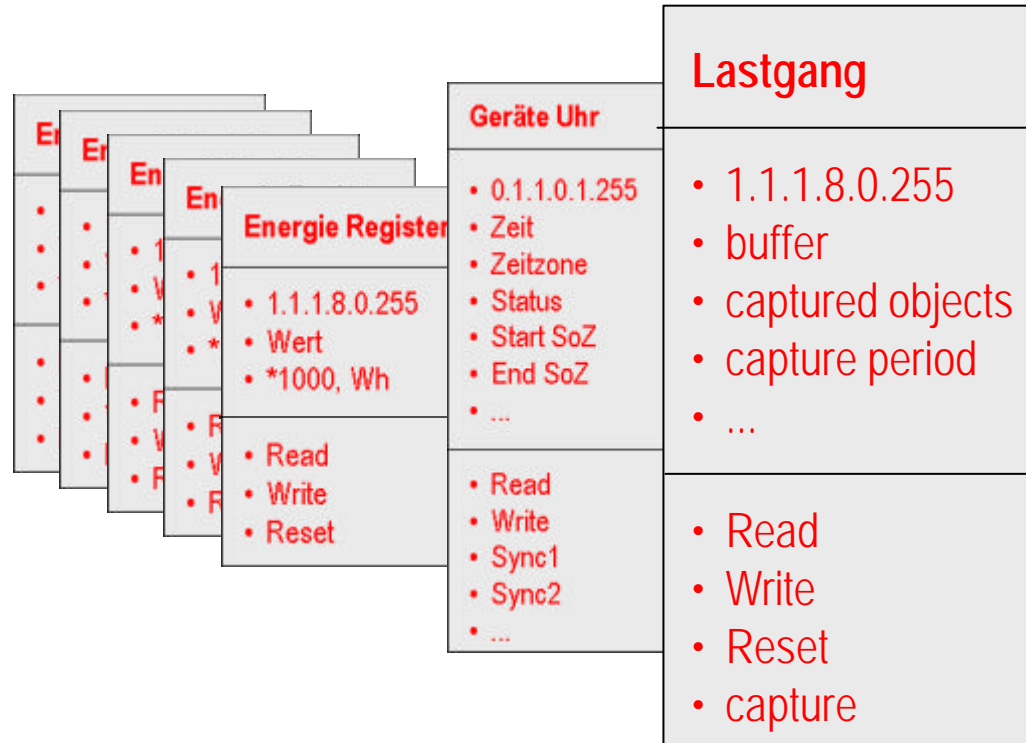 Energie Register
• 1.1.1.8.0.255
• Wert
• *1000, Wh
• Read
• Write
• Reset
Geräte Uhr
• 0.1.1.0.1.255
• Zeit
• Zeitzone
• Status
• Start SoZ
• End SoZ
• ...
• Read
• Write
• Sync1
• Sync2
• ...
Lastgang
• 1.1.1.8.0.255
• buffer
• captured objects
• capture period
• ...
• Read
• Write
• Reset
• capture